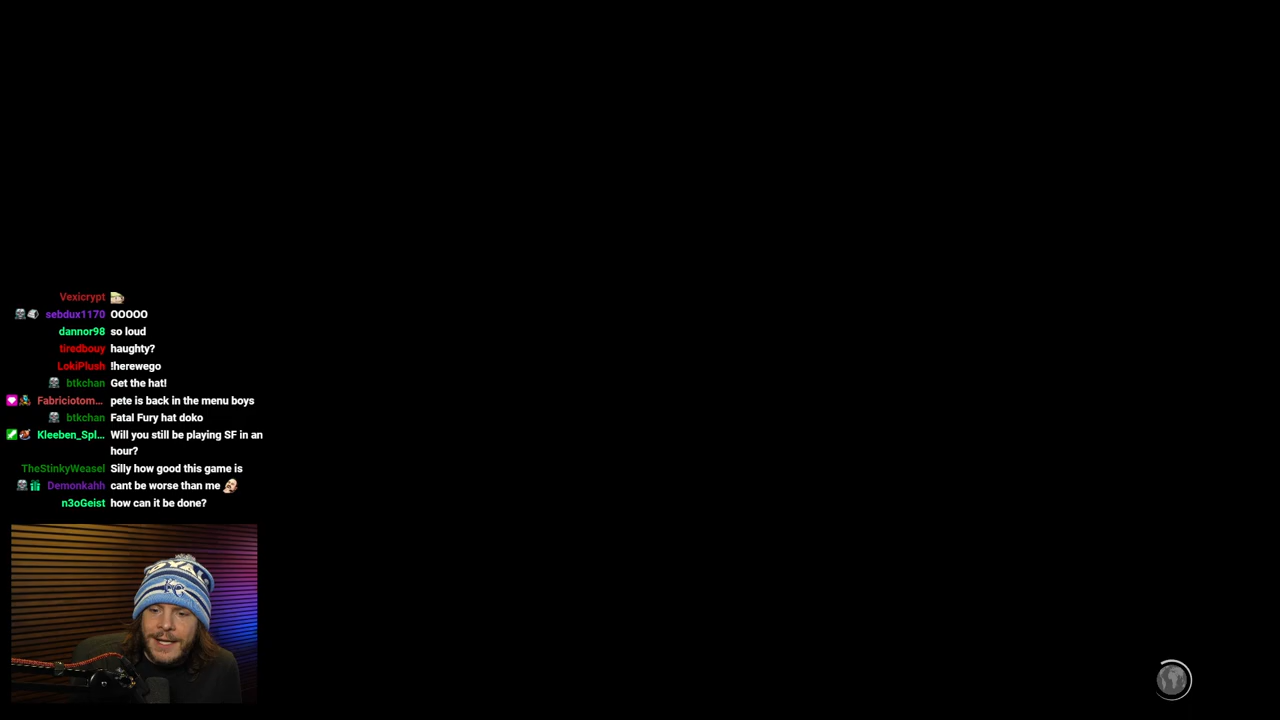 Vexicrypt
sebdux1170 OOOOO
dannor98 so loud
tiredbouy haughty?
LokiPlush !herewego
btkchan Get the hat!
Fabriciotom... pete is back in the menu boys
btkchan Fatal Fury hat doko
Kleeben_Spl... Will you still be playing SF in an
hour?
TheStinkyWeasel Silly how good this game is
Demonkahh cant be worse than me
n3oGeist how can it be done?
KC